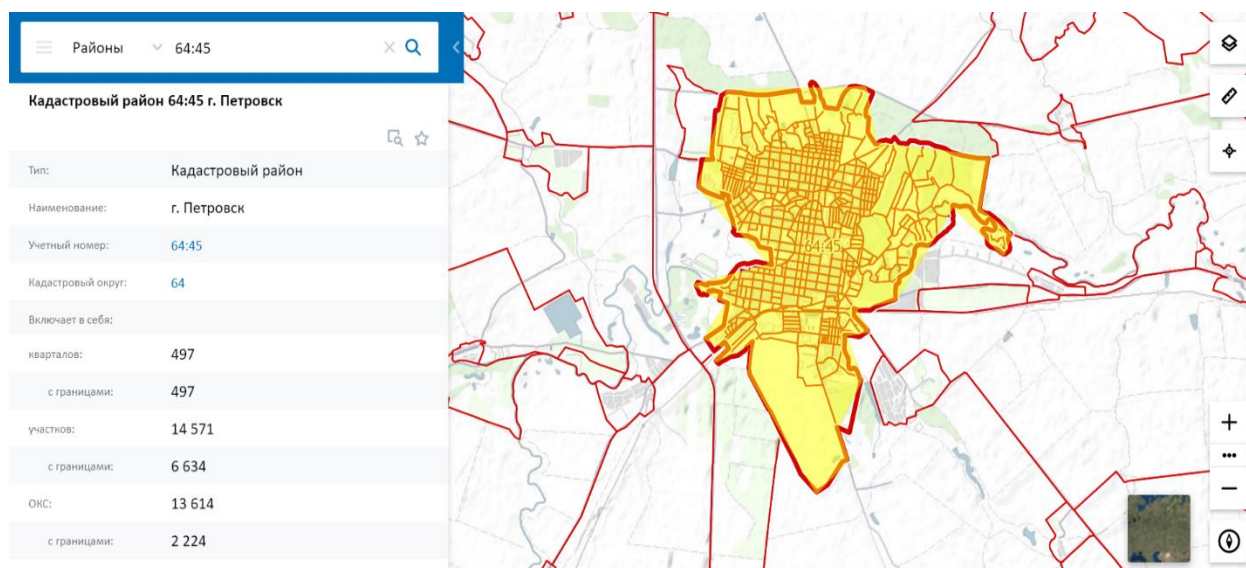 Районы 64:45
Кадастровый район 64:45 г. Петровск
Тип: Кадастровый район
Наименование: г. Петровск
Учетный номер: 64:45
Кадастровый округ: 64
Включает в себя:
кварталов: 497
с границами: 497
участков: 14 571
с границами: 6 634
ОКС: 13 614
с границами: 2 224
64:45